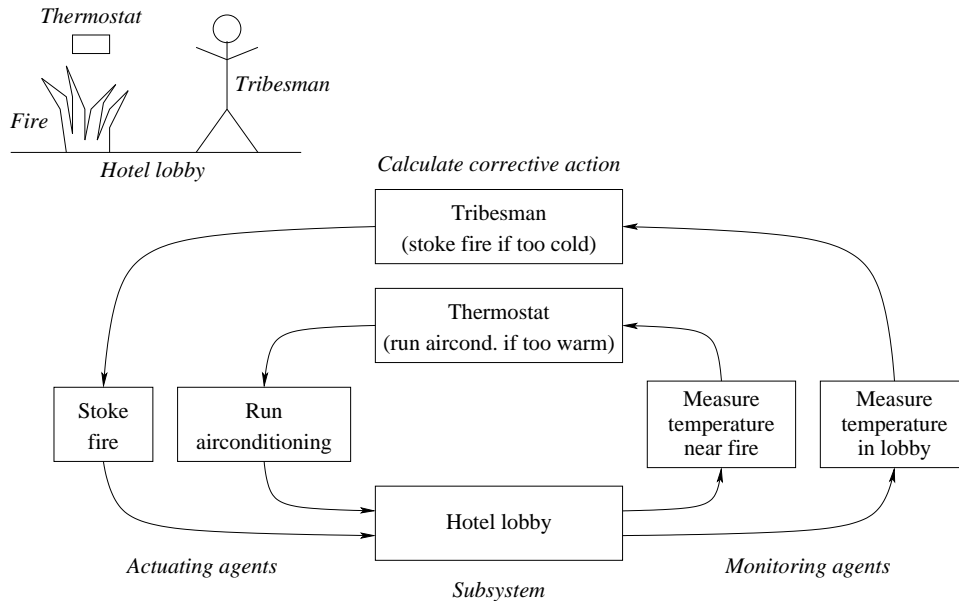 Thermostat
Tribesman
Fire
Hotel lobby
Calculate corrective action
Tribesman
(stoke fire if too cold)
Thermostat
(run aircond. if too warm)
Stoke
fire
Run
airconditioning
Measure
temperature
near fire
Measure
temperature
in lobby
Hotel lobby
Actuating agents
Subsystem
Monitoring agents